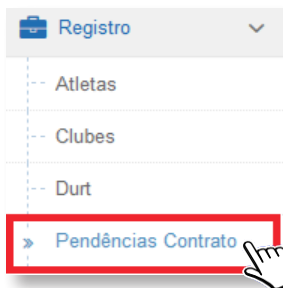 Registro
Atletas
Clubes
Durt
» Pendências Contrato